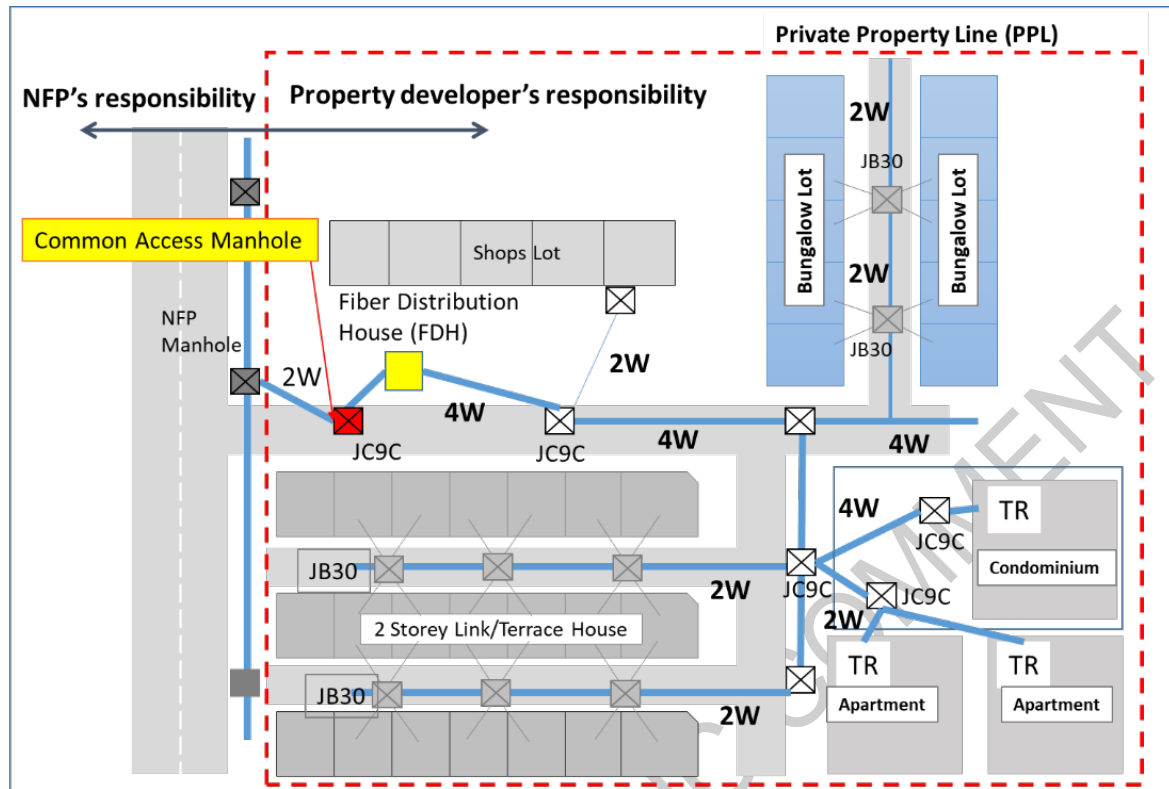 Private Property Line (PPL)
NFP's responsibility
Property developer's responsibility
2W
JB30
Bungalow Lot
Bungalow Lot
2W
JB30
Common Access Manhole
Shops Lot
Fiber Distribution
House (FDH)
NFP
Manhole
2W
2W
4W
JC9C
JC9C
4W
4W
4W
TR
JC9C
Condominium
JB30
2W
JC9C
JC9C
2W
2 Storey Link/Terrace House
TR
TR
JB30
2W
Apartment
Apartment
COMMENT